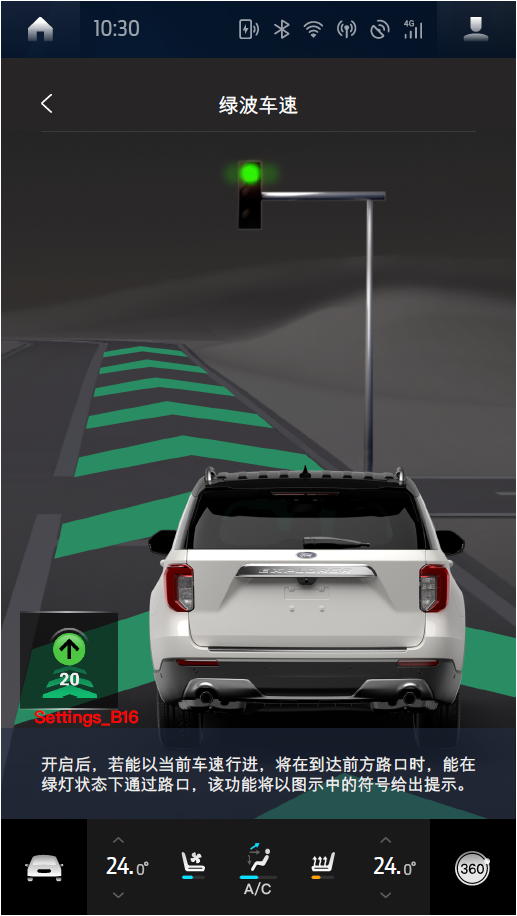 10:30
4G
绿波车速
EXPLORER
Ford
20
Settings_B16
开启后，若能以当前车速行进，将在到达前方路口时，能在
绿灯状态下通过路口，该功能将以图示中的符号给出提示。
24.0°
A/C
24.0°
360°